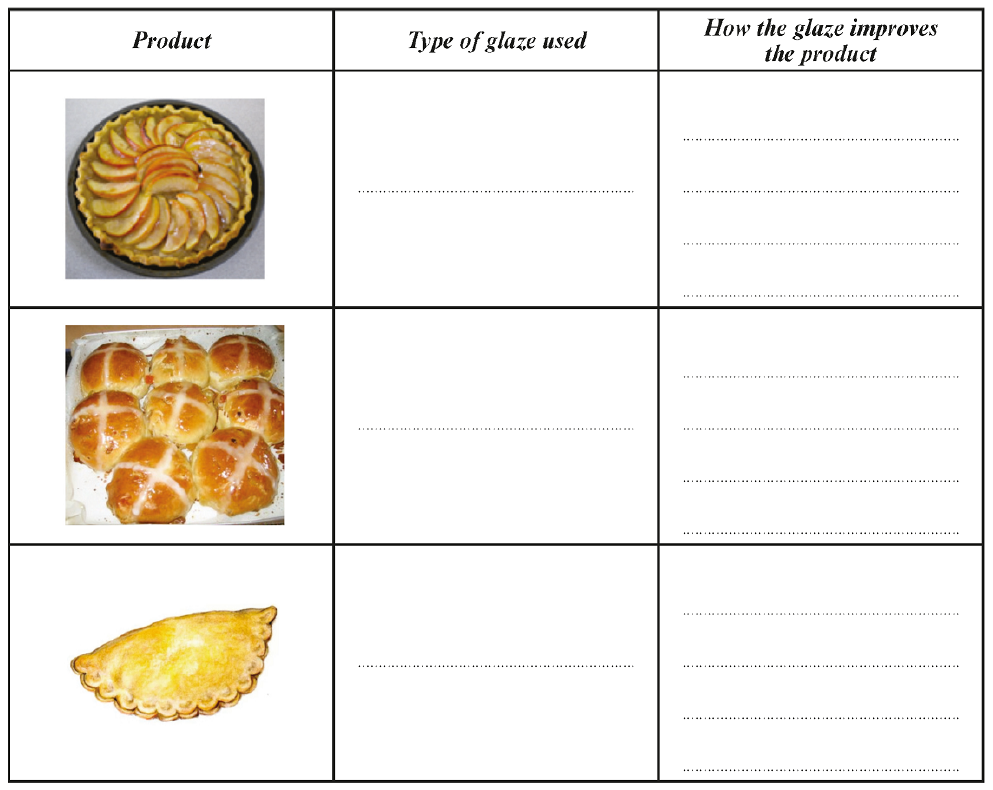 Product
Type of glaze used
How the glaze improves
the product